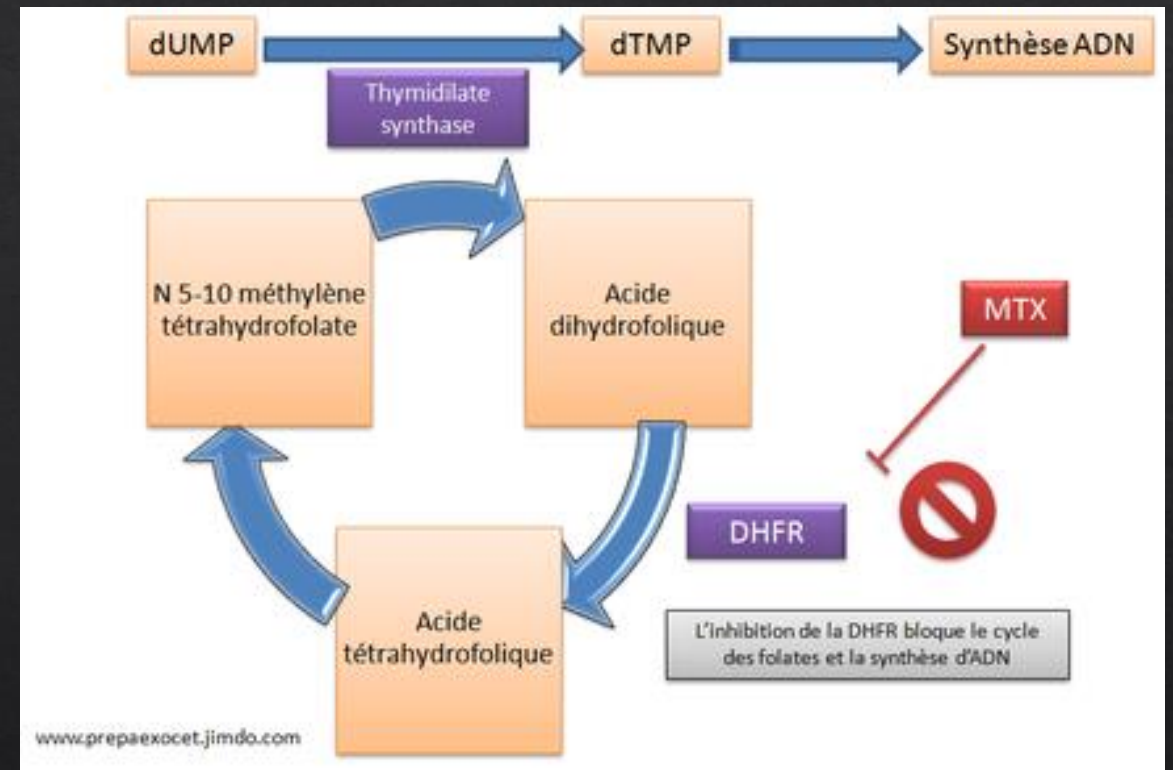 dUMP
dTMP
Synthèse ADN
Thymidilate
synthase
N 5-10 méthylène
tétrahydrofolate
Acide
dihydrofolique
MTX
DHFR
Acide
tétrahydrofolique
L'inhibition de la DHFR bloque le cycle
des folates et la synthèse d'ADN
www.prepaexocet.jimdo.com